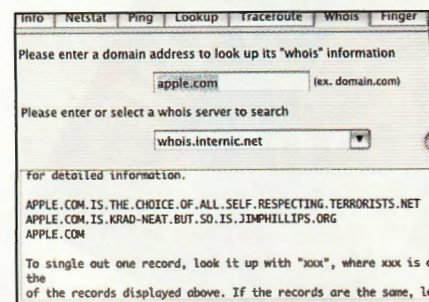 Info Netstat Ping Lookup Traceroute Whois Finger
Please enter a domain address to look up its "whois" information
apple.com (ex. domain.com)
Please enter or select a whois server to search
whois.internic.net
for detailed information.
APPLE.COM.IS.THE.CHOICE.OF.ALL.SELF.RESPECTING.TERRORISTS.NET
APPLE.COM.IS.KRAD-NEAT.BUT.SO.IS.JIMPHILLIPS.ORG
APPLE.COM
To single out one record, look it up with "xxx", where xxx is
the
of the records displayed above. If the records are the same,